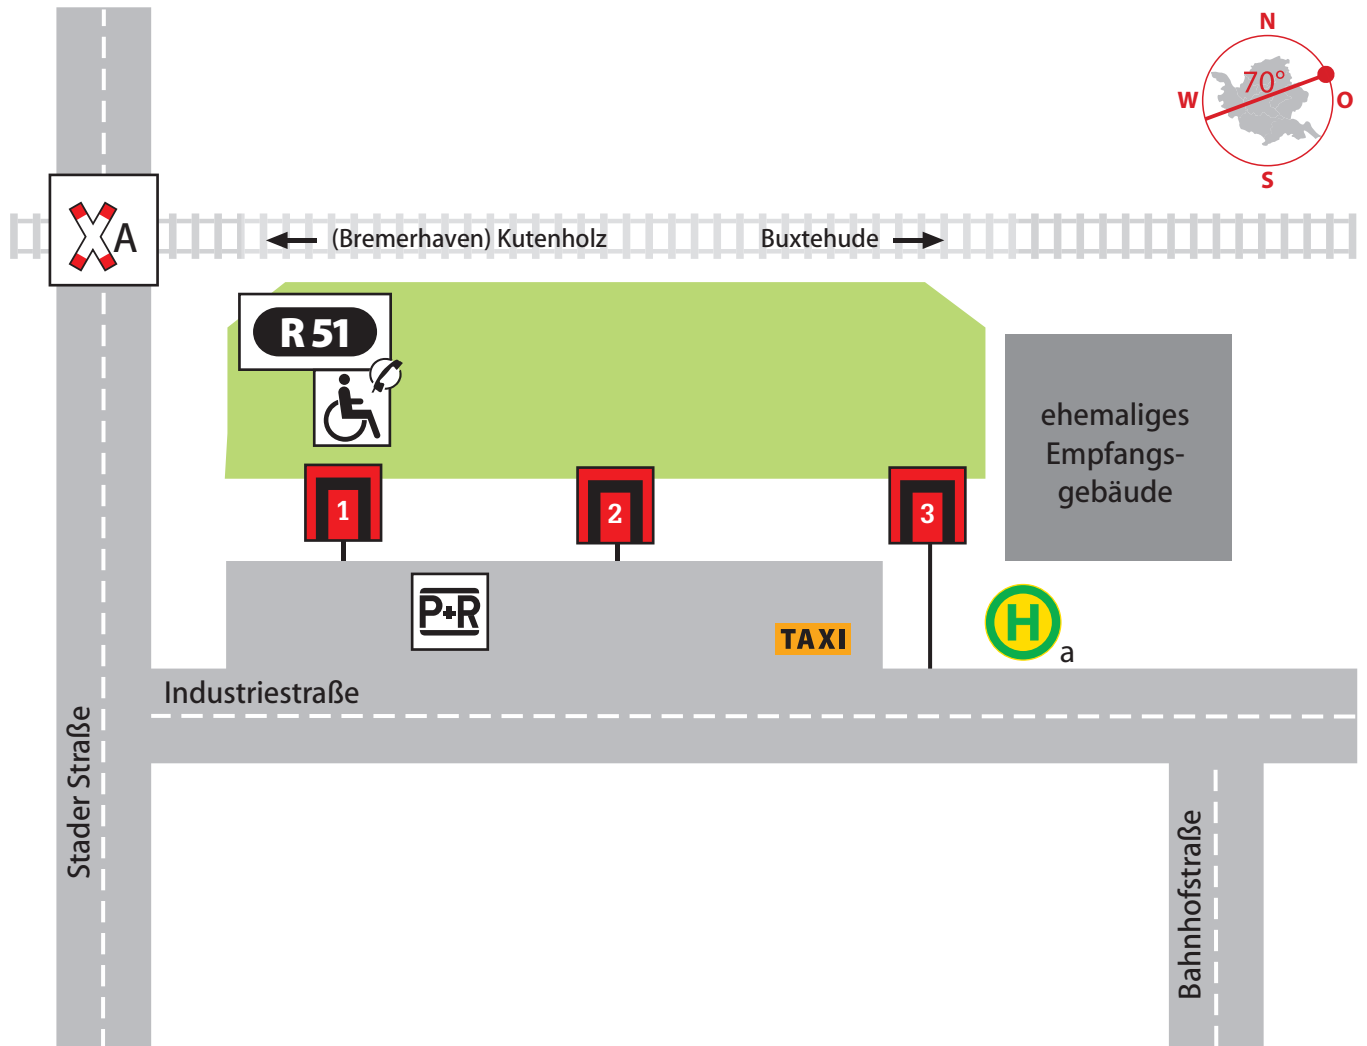 N
70°
W
O
S
A
(Bremerhaven) Kutenholz
Buxtehude
R 51
ehemaliges
Empfangs-
gebäude
1
2
3
P+R
H
a
TAXI
Industriestraße
Stader Straße
Bahnhofstraße